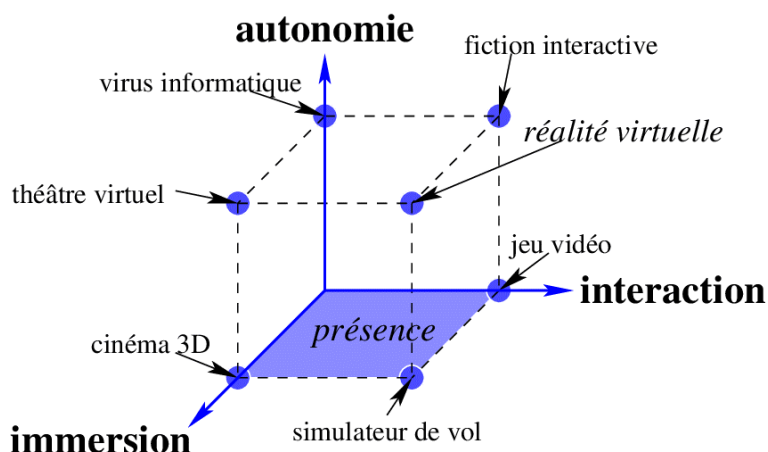 autonomie
fiction interactive
virus informatique
réalité virtuelle
théâtre virtuel
jeu vidéo
interaction
présence
cinéma 3D
immersion
simulateur de vol